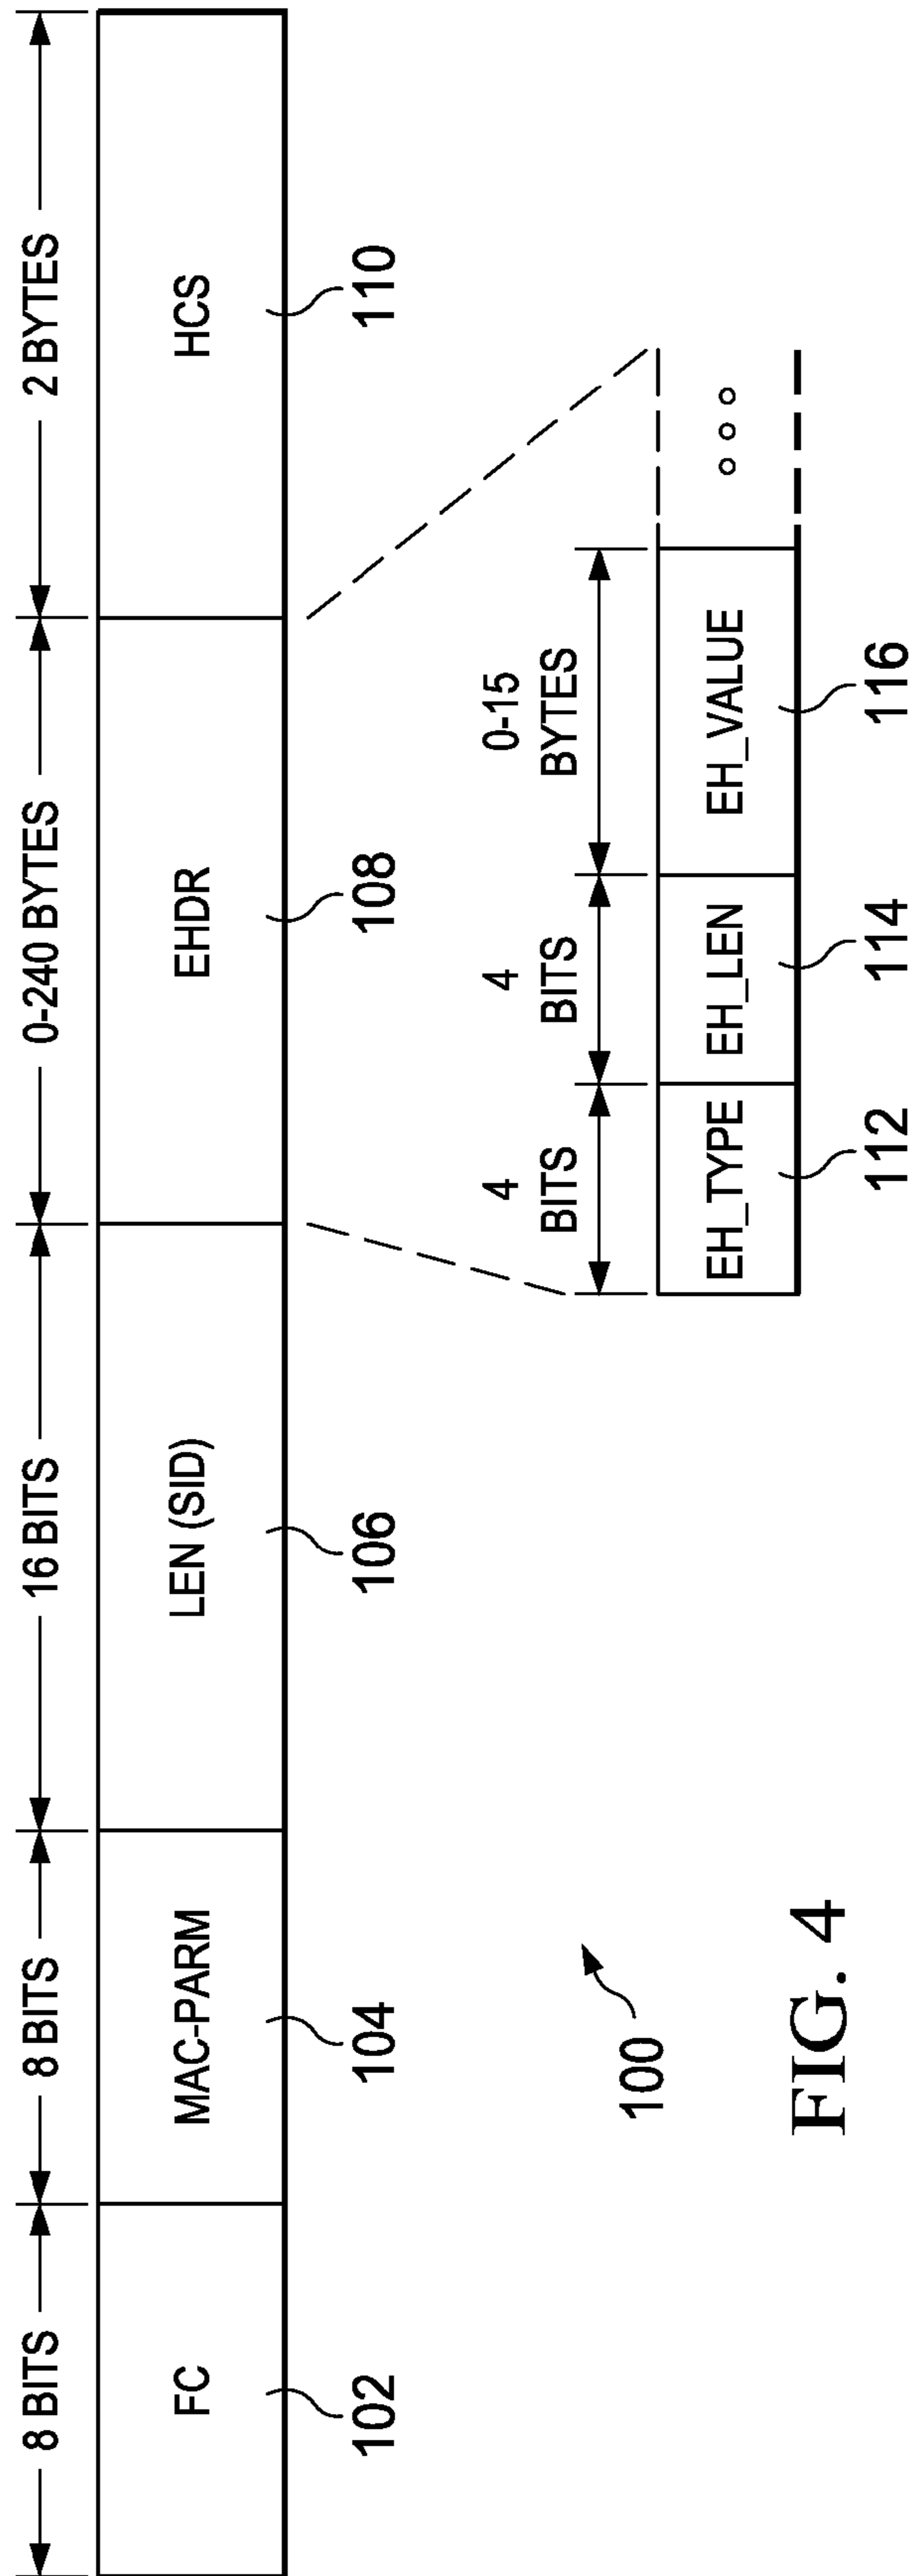 8 BITS
8 BITS
16 BITS
0-240 BYTES
2 BYTES
FC
MAC-PARM
LEN (SID)
EHDR
HCS
102
104
106
108
110
4
BITS
4
BITS
0-15
BYTES
EH_TYPE
EH_LEN
EH_VALUE
112
114
116
100
FIG. 4